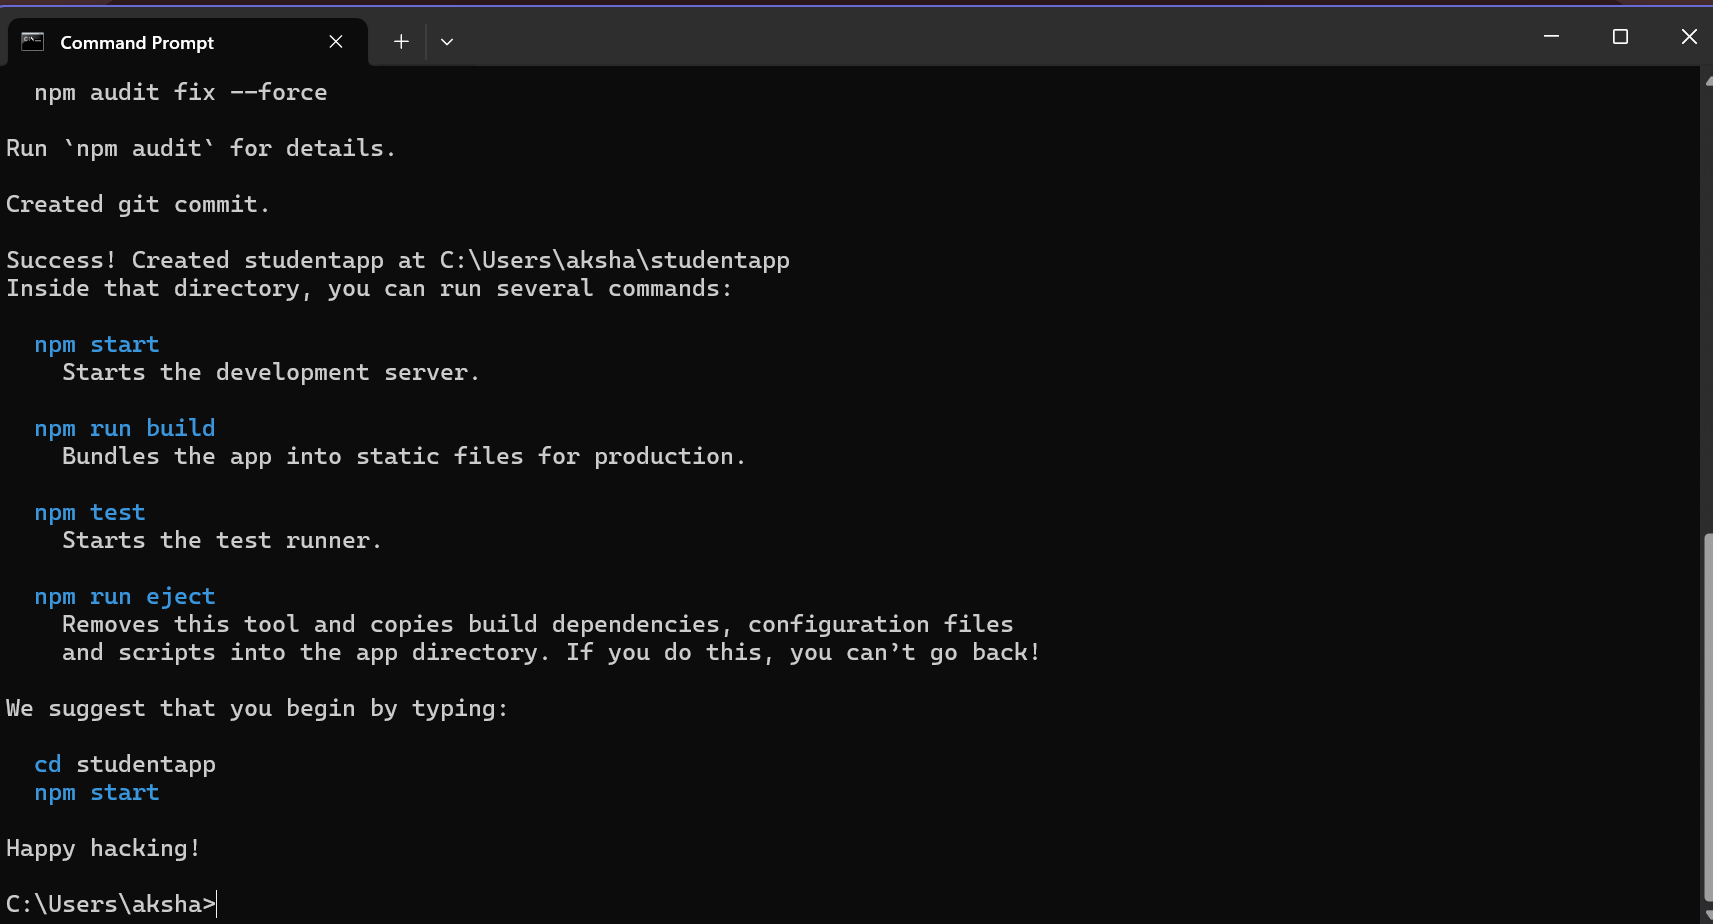 Command Prompt
npm audit fix --force
Run `npm audit` for details.
Created git commit.
Success! Created studentapp at C:\Users\aksha\studentapp
Inside that directory, you can run several commands:
npm start
Starts the development server.
npm run build
Bundles the app into static files for production.
npm test
Starts the test runner.
npm run eject
Removes this tool and copies build dependencies, configuration files
and scripts into the app directory. If you do this, you can’t go back!
We suggest that you begin by typing:
cd studentapp
npm start
Happy hacking!
C:\Users\aksha>